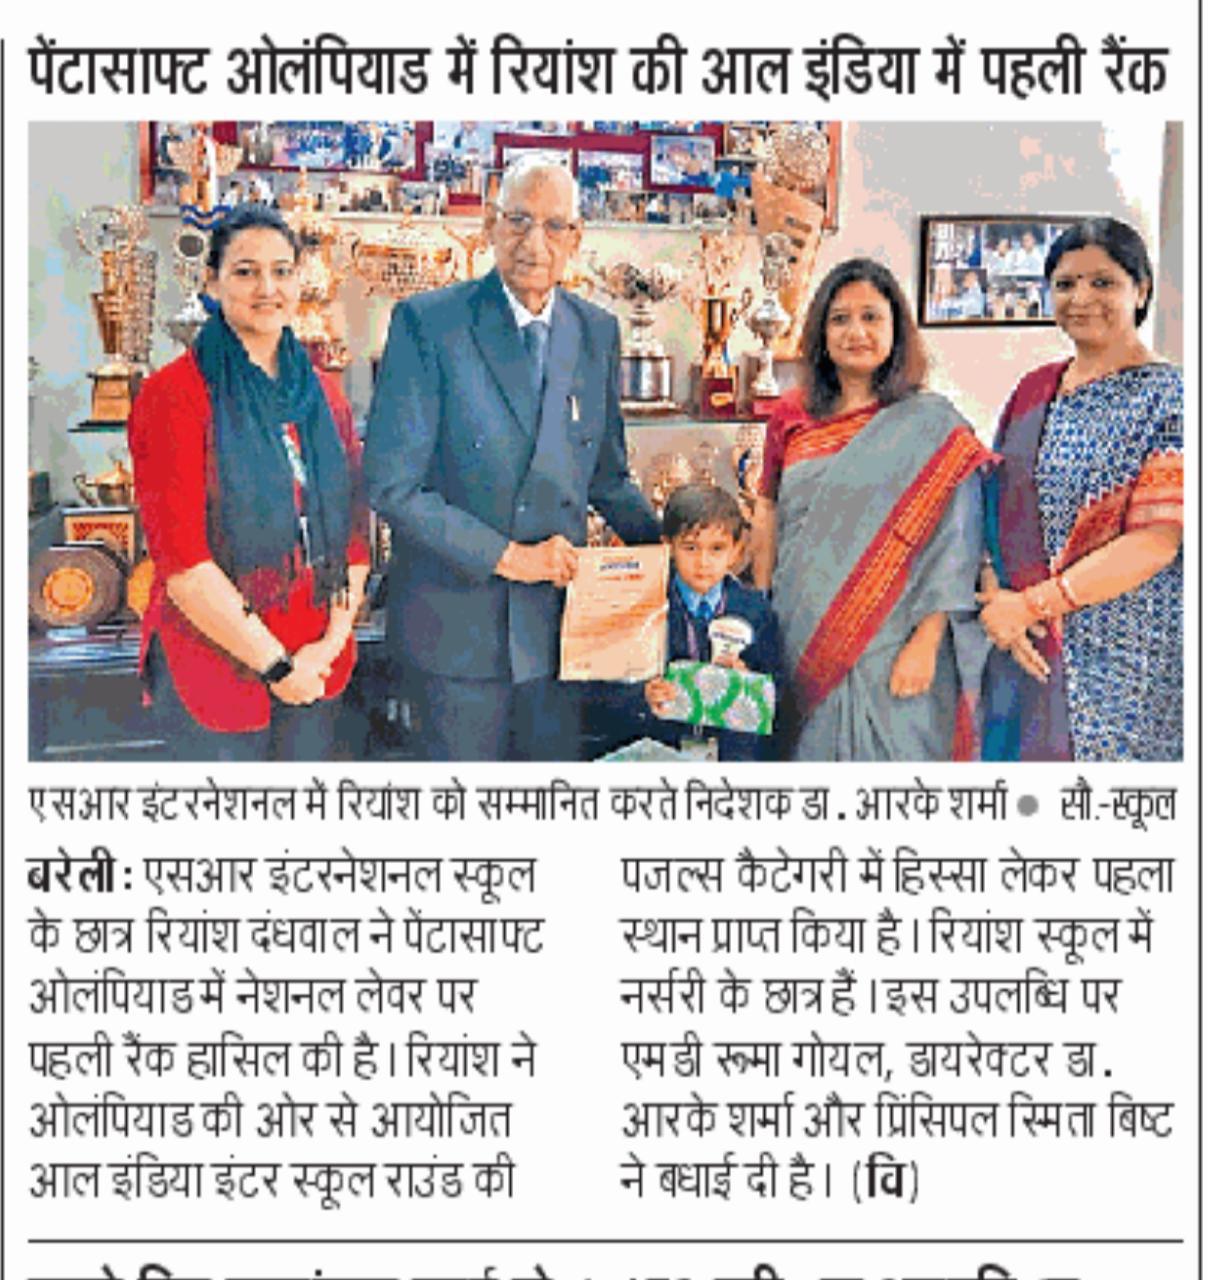 पेंटासाफ्ट ओलंपियाड में रियांश की आल इंडिया में पहली रैंक
एसआर इंटरनेशनल में रियांश को सम्मानित करते निदेशक डा. आरके शर्मा ● सौ.-स्कूल
बरेली: एसआर इंटरनेशनल स्कूल
के छात्र रियांश दंधवाल ने पेंटासाफ्ट
ओलंपियाड में नेशनल लेवर पर
पहली रैंक हासिल की है। रियांश ने
ओलंपियाड की ओर से आयोजित
आल इंडिया इंटर स्कूल राउंड की
पजल्स कैटेगरी में हिस्सा लेकर पहला
स्थान प्राप्त किया है। रियांश स्कूल में
नर्सरी के छात्र हैं। इस उपलब्धि पर
एमडी रूमा गोयल, डायरेक्टर डा.
आरके शर्मा और प्रिंसिपल स्मिता बिष्ट
ने बधाई दी है। (वि)